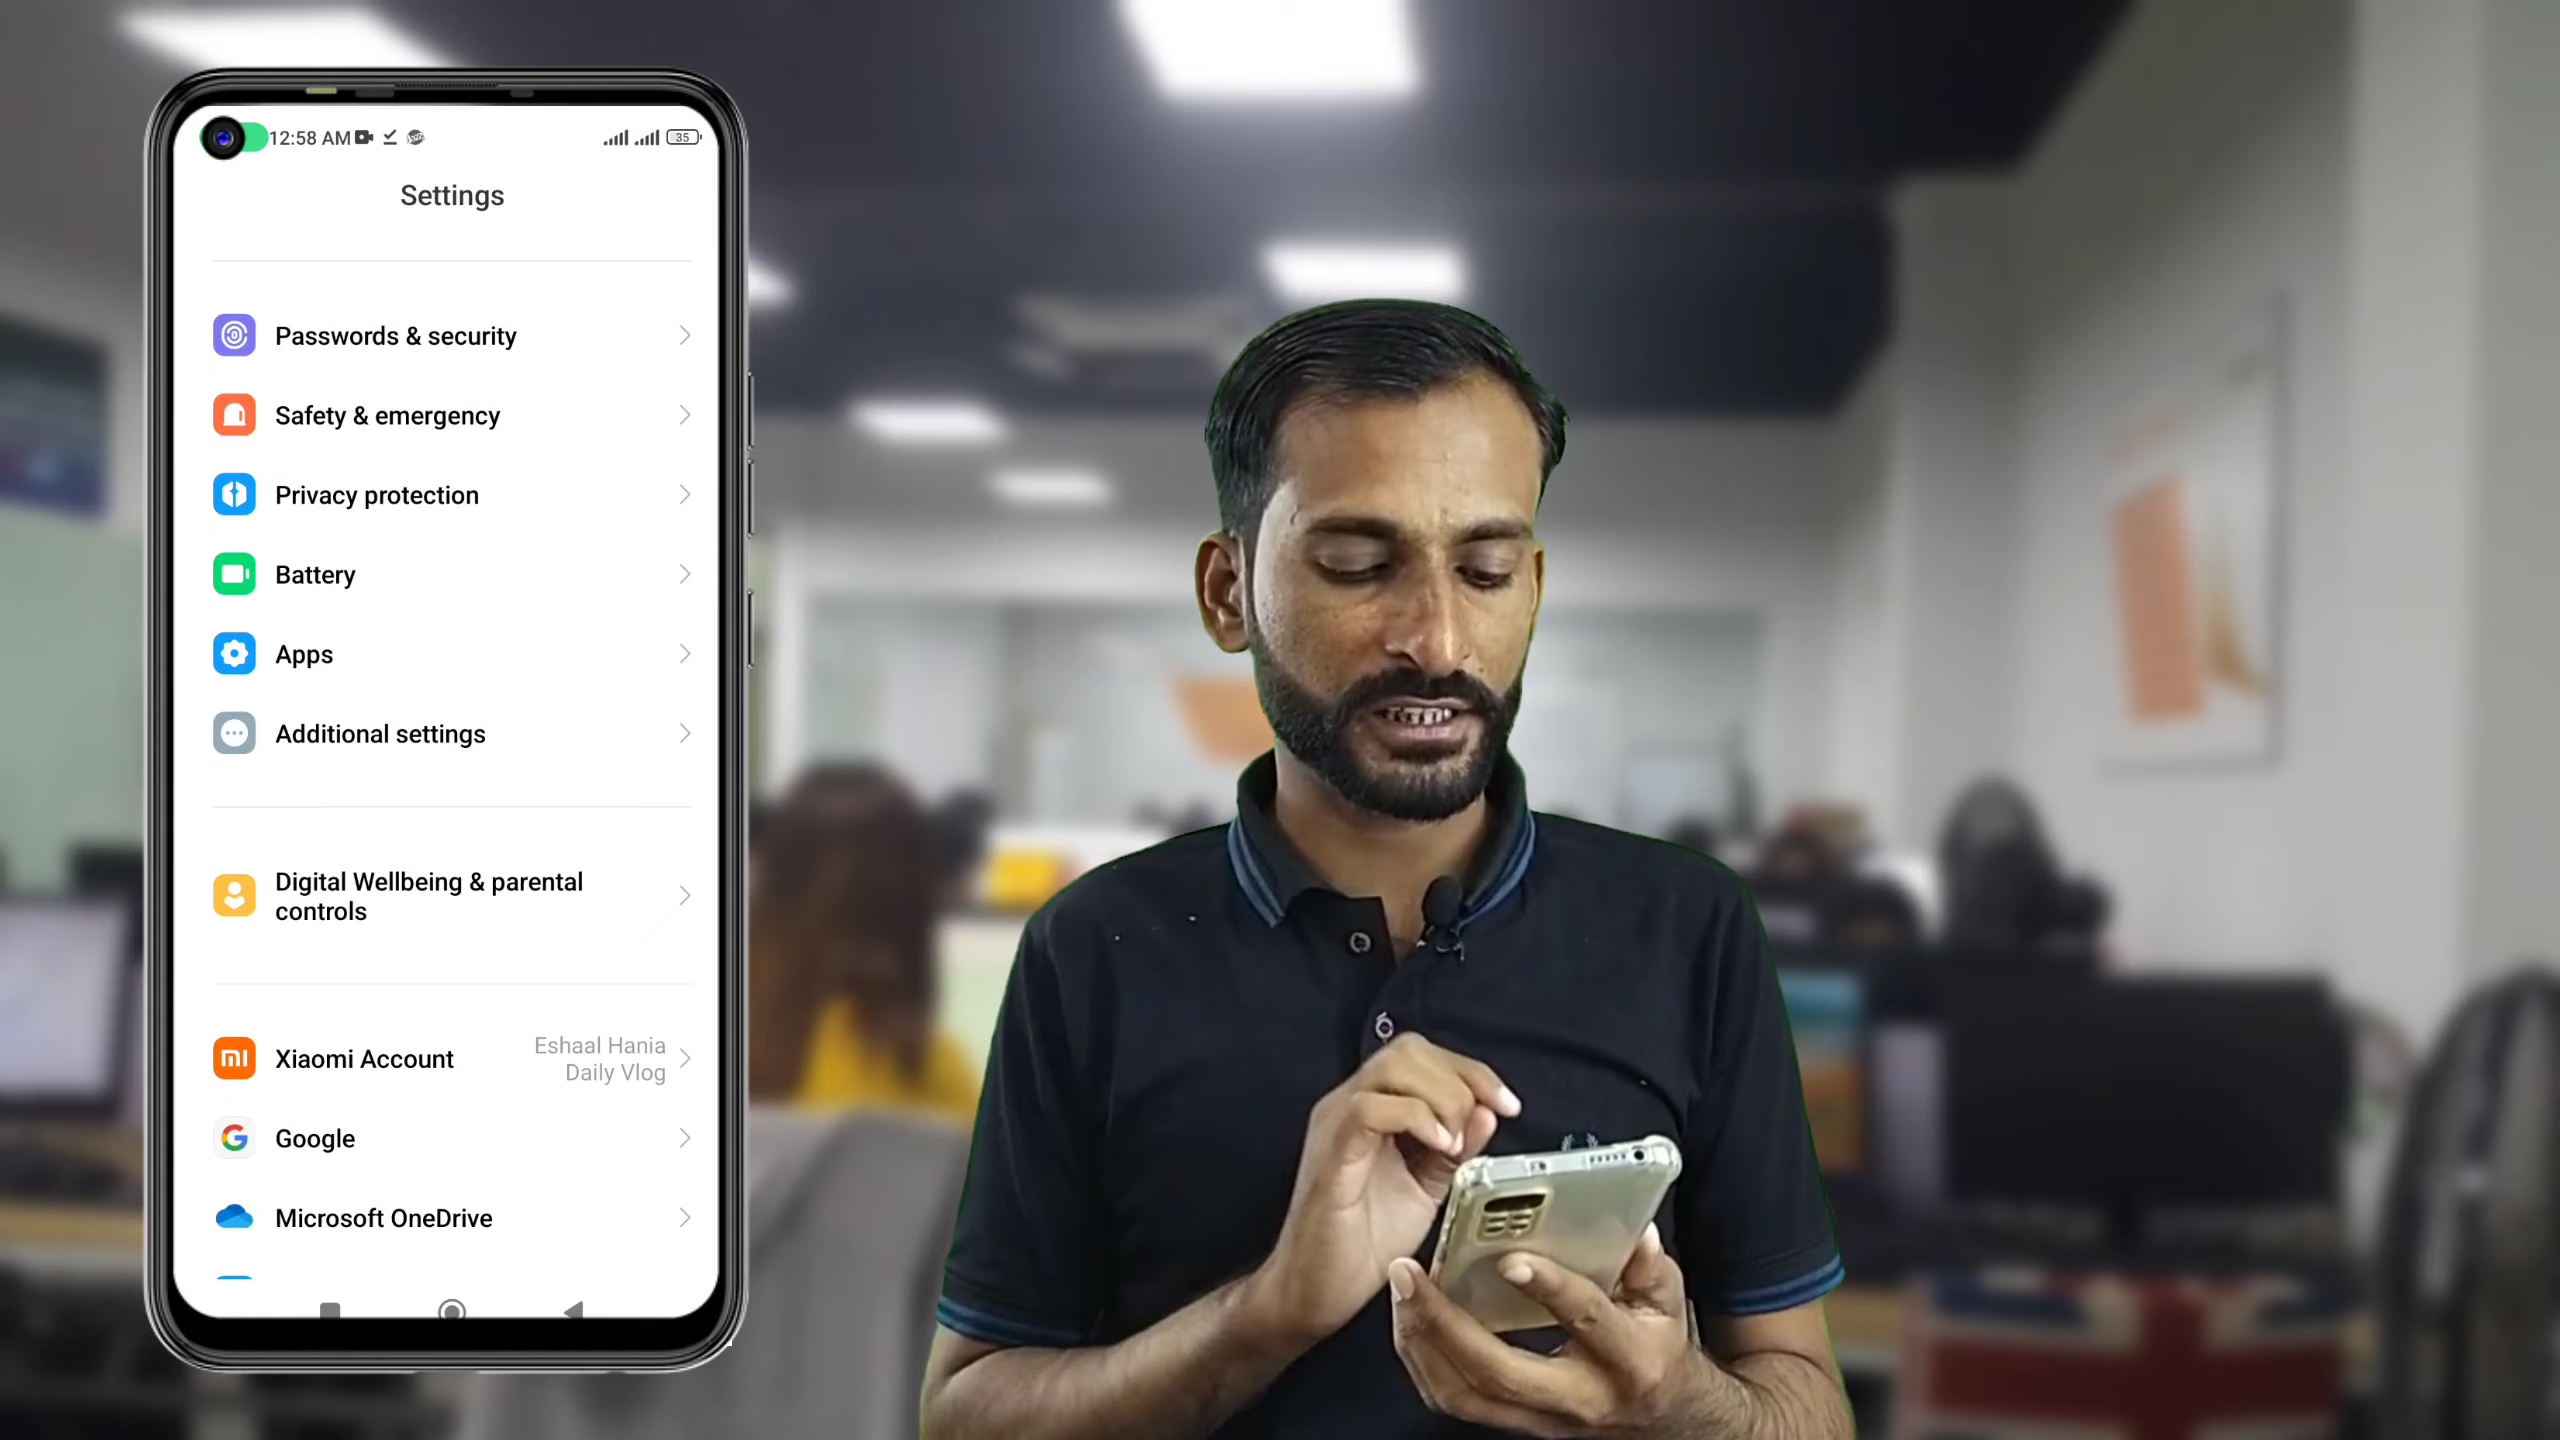 12:58 AM
35
Settings
Passwords & security
Safety & emergency
Privacy protection
Battery
Apps
Additional settings
Digital Wellbeing & parental
controls
Xiaomi Account
Eshaal Hania
Daily Vlog
Google
Microsoft OneDrive